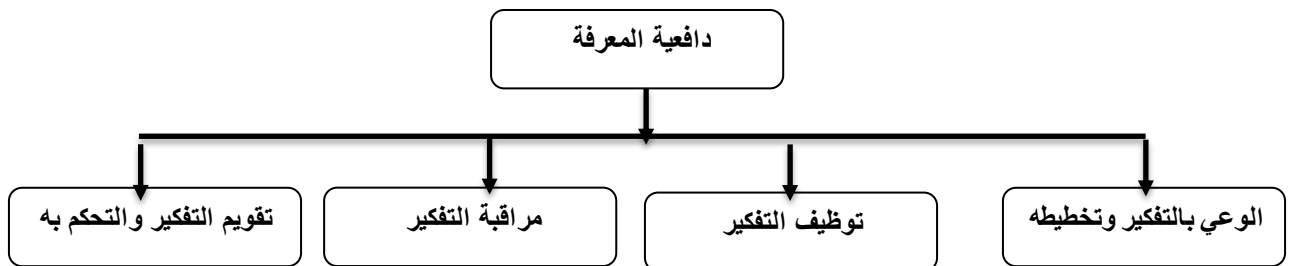 دافعية المعرفة
الوعي بالتفكير وتخطيطه
توظيف التفكير
مراقبة التفكير
تقويم التفكير والتحكم به